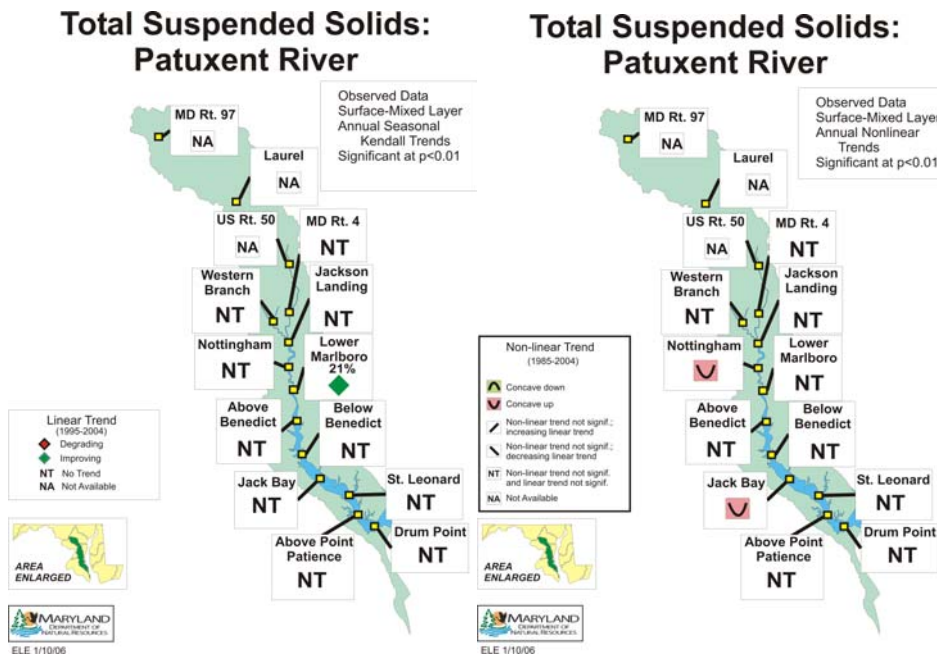 Total Suspended Solids:
Patuxent River
Observed Data
Surface-Mixed Layer
Annual Seasonal
Kendall Trends
Significant at p<0.01
MD Rt. 97
NA
Laurel
NA
US Rt. 50
NA
MD Rt. 4
NT
Western
Branch
NT
Jackson
Landing
NT
Nottingham
NT
Lower
Marlboro
21%
Above
Benedict
NT
Below
Benedict
NT
Jack Bay
NT
St. Leonard
NT
Above Point
Patience
NT
Drum Point
NT
Linear Trend
(1995-2004)
Degrading
Improving
NT No Trend
NA Not Available
AREA
ENLARGED
MARYLAND
DEPARTMENT OF
NATURAL RESOURCES
ELE 1/10/06
Total Suspended Solids:
Patuxent River
Observed Data
Surface-Mixed Layer
Annual Nonlinear
Trends
Significant at p<0.01
MD Rt. 97
NA
Laurel
NA
US Rt. 50
NA
MD Rt. 4
NT
Western
Branch
NT
Jackson
Landing
NT
Nottingham
Lower
Marlboro
NT
Above
Benedict
NT
Below
Benedict
NT
Jack Bay
St. Leonard
NT
Above Point
Patience
NT
Drum Point
NT
Non-linear Trend
(1985-2004)
Concave down
Concave up
Non-linear trend not signif.;
increasing linear trend
Non-linear trend not signif.;
decreasing linear trend
NT Non-linear trend not signif.
and linear trend not signif.
NA Not Available
AREA
ENLARGED
MARYLAND
DEPARTMENT OF
NATURAL RESOURCES
ELE 1/10/06